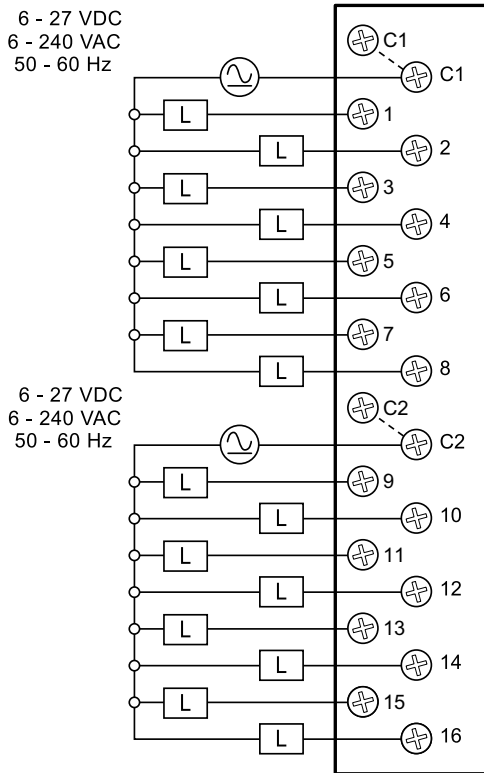 6 - 27 VDC
6 - 240 VAC
50 - 60 Hz
C1
C1
L 1
L 2
L 3
L 4
L 5
L 6
L 7
L 8
6 - 27 VDC
6 - 240 VAC
50 - 60 Hz
C2
C2
L 9
L 10
L 11
L 12
L 13
L 14
L 15
L 16